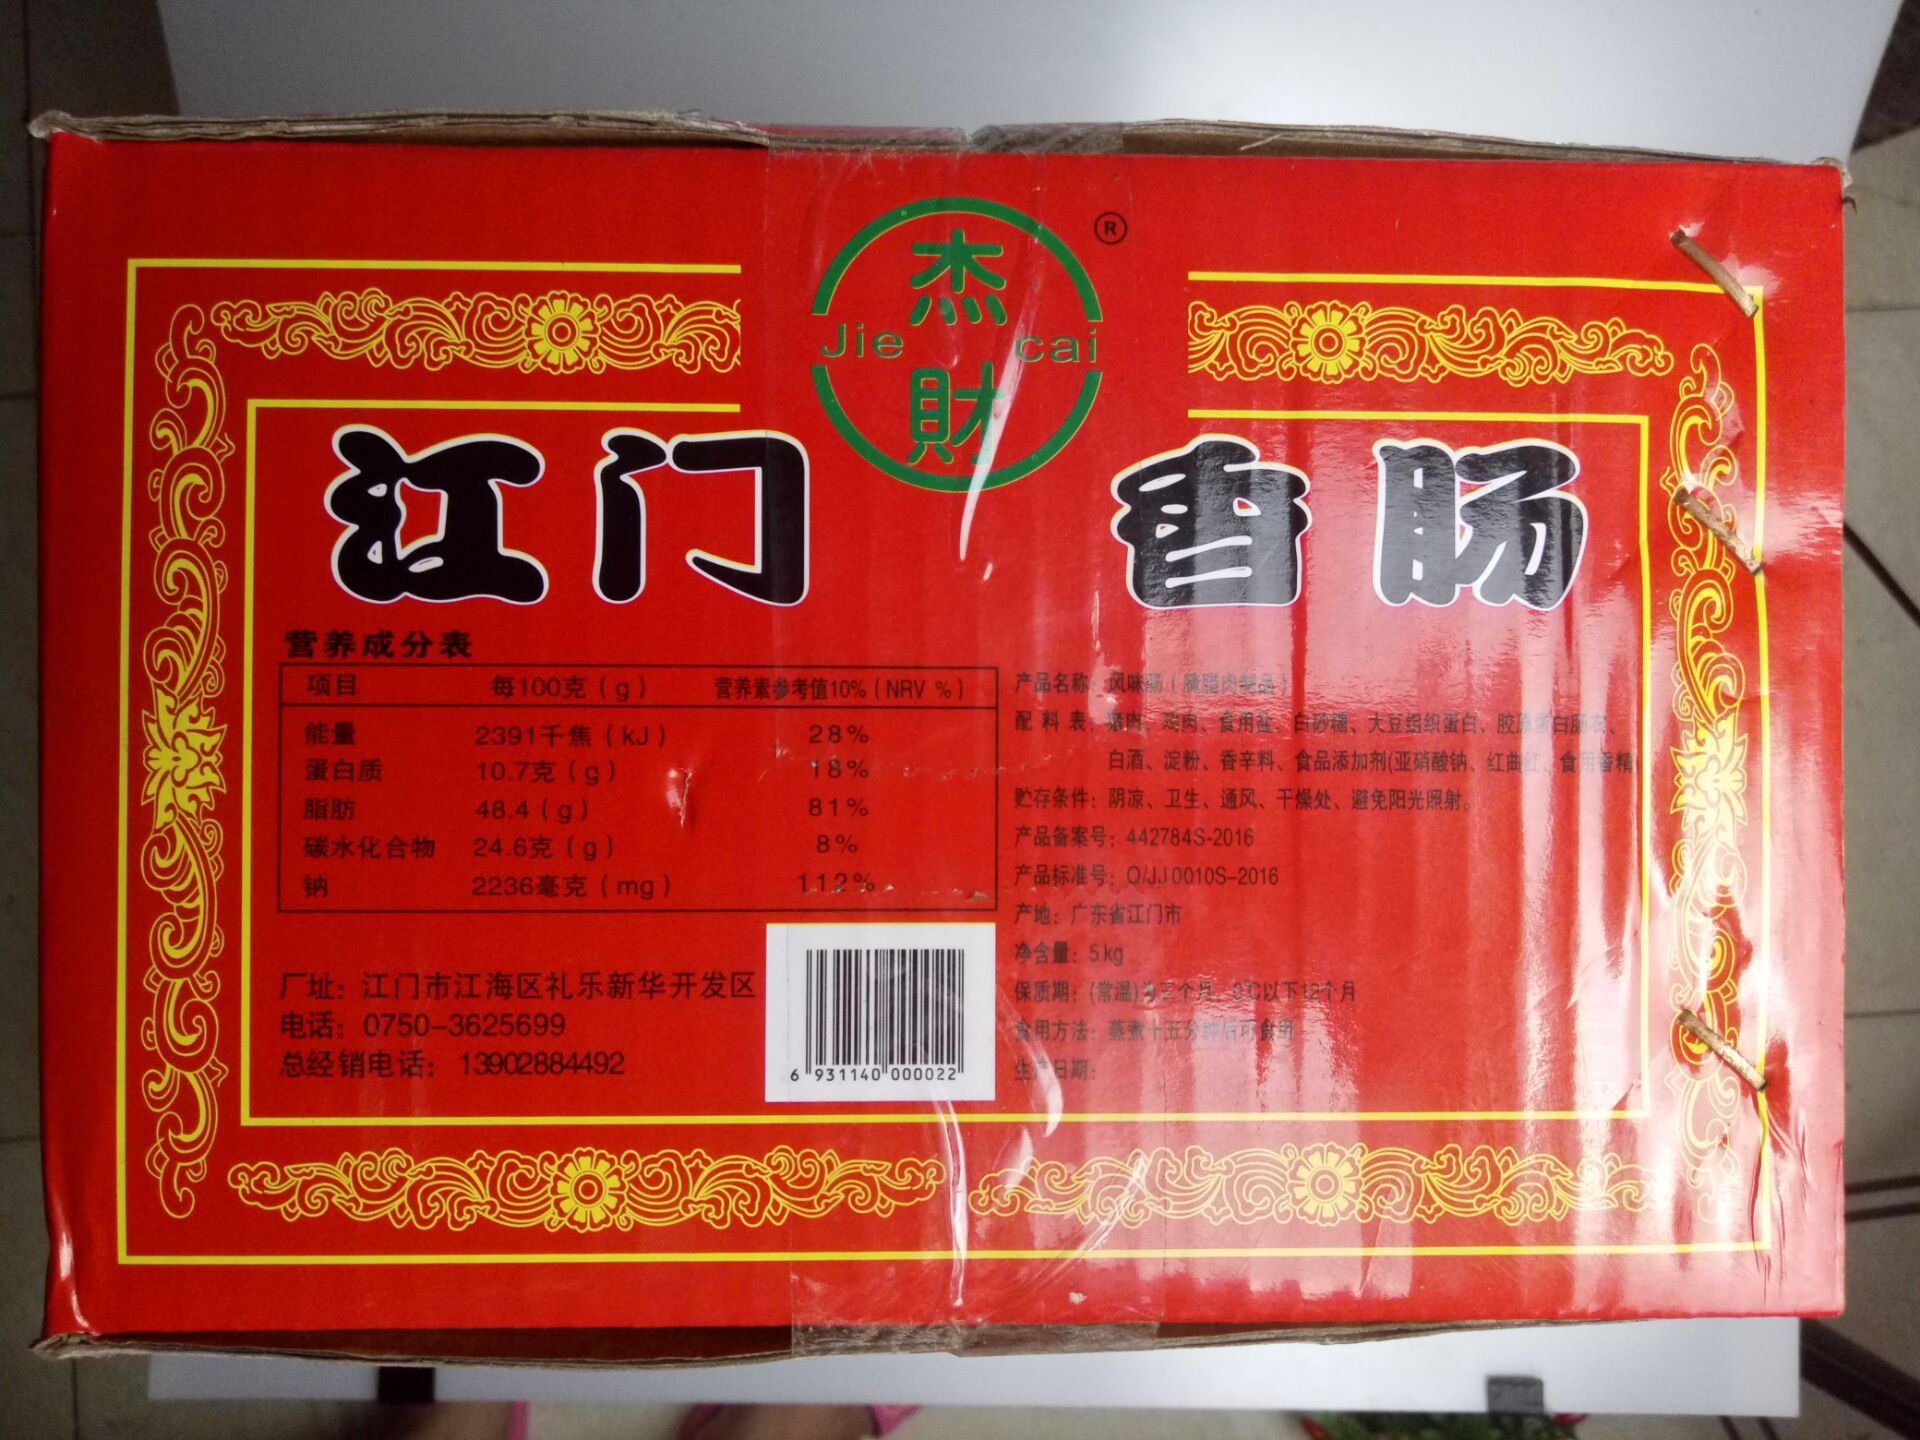 杰
®
Jie cai
財
江门 香肠
营养成分表
项目 每100克（g） 营养素参考值10%（NRV %）
能量 2391千焦（kJ） 28%
蛋白质 10.7克（g） 18%
脂肪 48.4（g） 81%
碳水化合物 24.6克（g） 8%
钠 2236毫克（mg） 112%
厂址：江门市江海区礼乐新华开发区
电话：0750-3625699
总经销电话：13902884492
6 931140 000022
产品名称：风味肠（腌腊肉制品）
配 料 表：猪肉、鸡肉、食用盐、白砂糖、大豆组织蛋白、胶原蛋白肠衣、
白酒、淀粉、香辛料、食品添加剂(亚硝酸钠、红曲红、食用香精
贮存条件：阴凉、卫生、通风、干燥处、避免阳光照射。
产品备案号：442784S-2016
产品标准号：Q/JJ0010S-2016
产地：广东省江门市
净含量：5kg
保质期：(常温)为三个月，0℃以下12个月
食用方法：蒸煮十五分钟后可食用
生产日期：